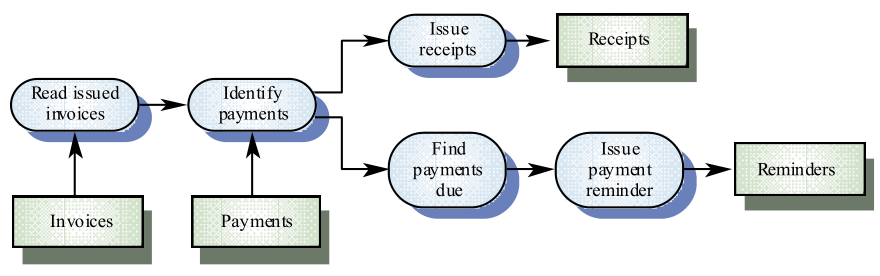 Read issued
invoices
Identify
payments
Issue
receipts
Receipts
Find
payments
due
Issue
payment
reminder
Reminders
Invoices
Payments